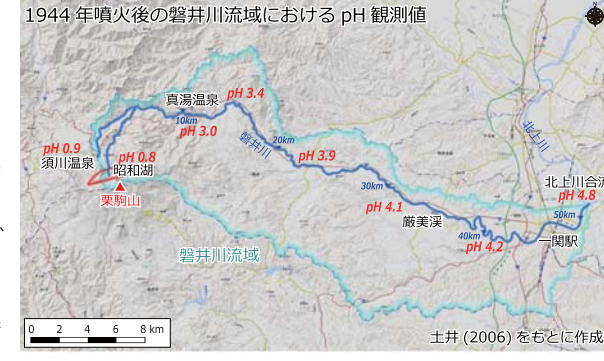 1944 年噴火後の磐井川流域における pH 観測値
pH 3.4
真湯温泉
10km
pH 3.0
磐井川
20km
北上川
pH 0.9
須川温泉
pH 0.8
昭和湖
栗駒山
pH 3.9
30km
pH 4.1
厳美渓
北上川合流
pH 4.8
50km
40km
pH 4.2
一関駅
磐井川流域
0 2 4 6 8 km
土井 (2006) をもとに作成